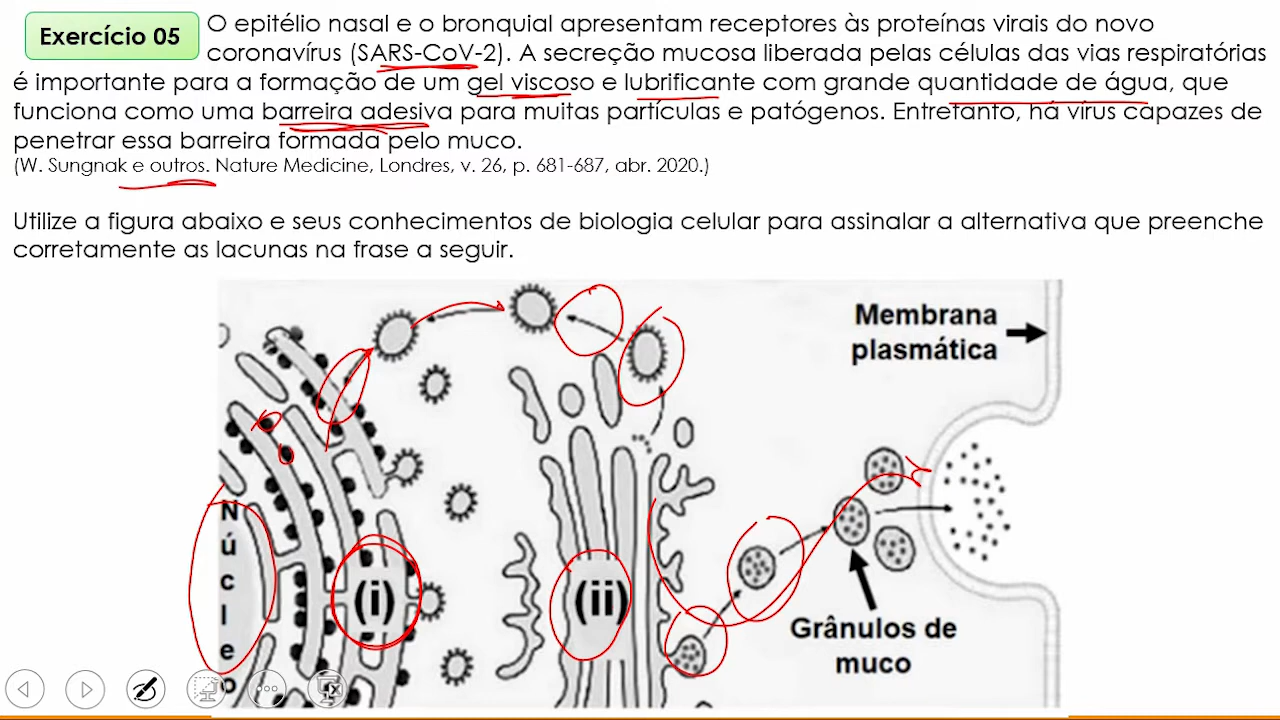 Exercício 05
O epitélio nasal e o bronquial apresentam receptores às proteínas virais do novo
coronavírus (SARS-CoV-2). A secreção mucosa liberada pelas células das vias respiratórias
é importante para a formação de um gel viscoso e lubrificante com grande quantidade de água, que
funciona como uma barreira adesiva para muitas partículas e patógenos. Entretanto, há vírus capazes de
penetrar essa barreira formada pelo muco.
(W. Sungnak e outros. Nature Medicine, Londres, v. 26, p. 681-687, abr. 2020.)
Utilize a figura abaixo e seus conhecimentos de biologia celular para assinalar a alternativa que preenche
corretamente as lacunas na frase a seguir.
Membrana
plasmática
Núcleo
(i)
(ii)
Grânulos de
muco